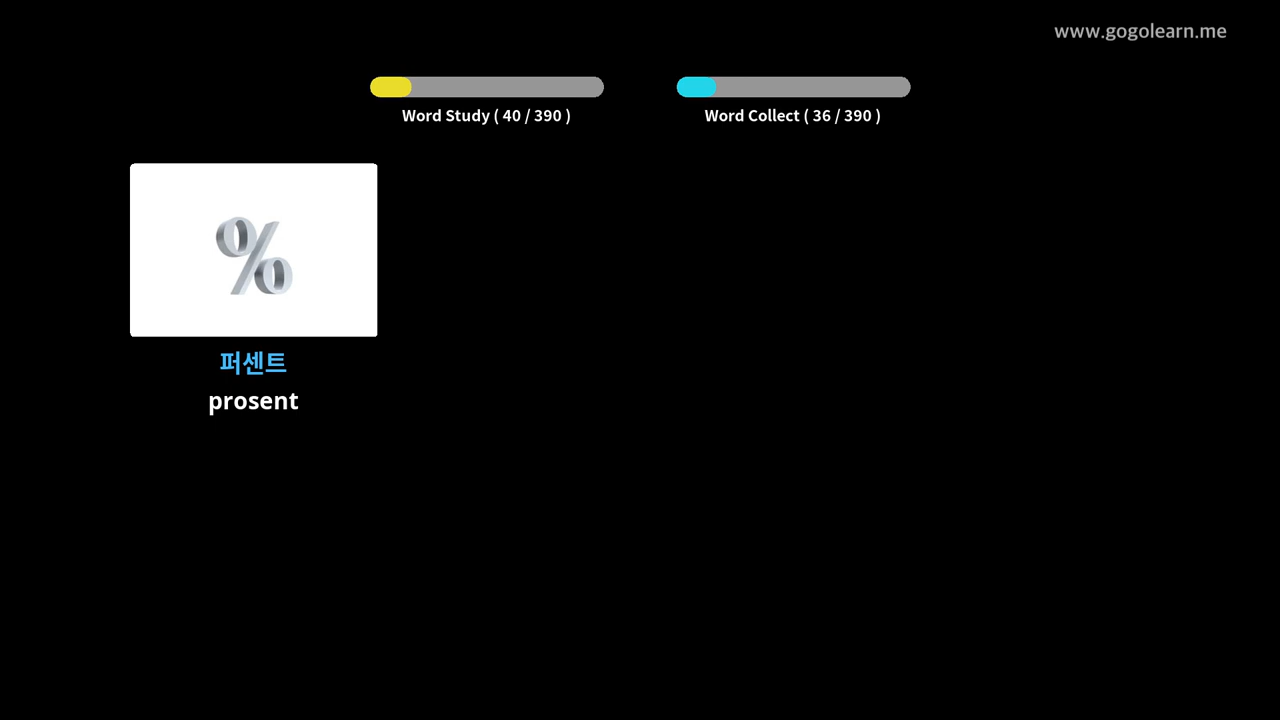 www.gogolearn.me
Word Study ( 40 / 390 )
Word Collect ( 36 / 390 )
%
퍼센트
prosent